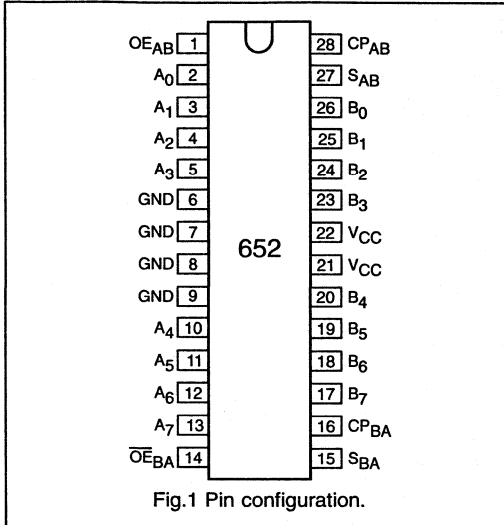 OEAB 1 28 CPAB
A0 2 27 SAB
A1 3 26 B0
A2 4 25 B1
A3 5 24 B2
GND 6 23 B3
GND 7 22 VCC
652
GND 8 21 VCC
GND 9 20 B4
A4 10 19 B5
A5 11 18 B6
A6 12 17 B7
A7 13 16 CPBA
O̅E̅BA 14 15 SBA
Fig.1 Pin configuration.